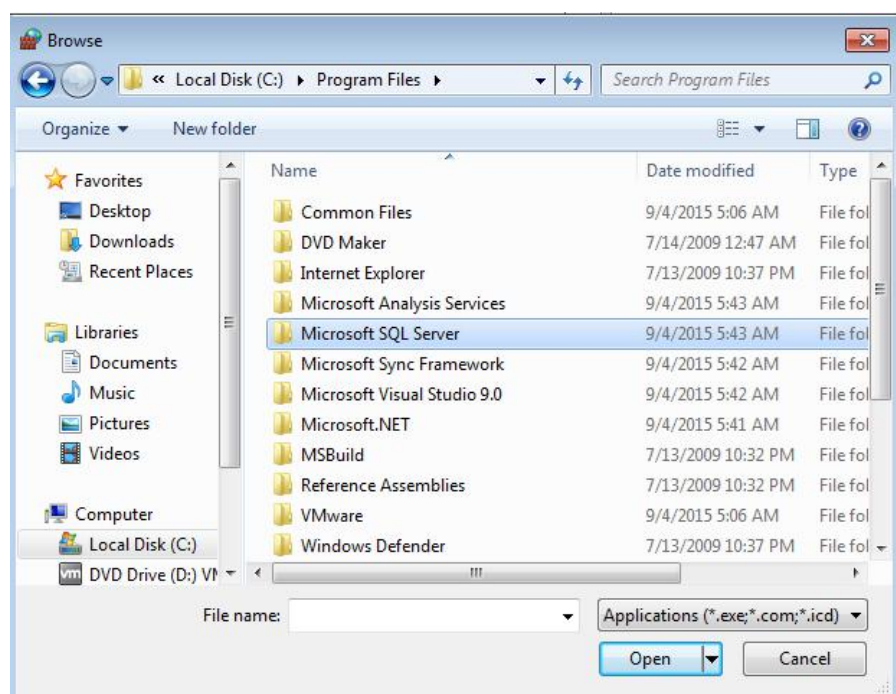 Browse
« Local Disk (C:) ▸ Program Files ▸ Search Program Files
Organize ▾ New folder
Name Date modified Type
Favorites
Desktop
Downloads
Recent Places
Libraries
Documents
Music
Pictures
Videos
Computer
Local Disk (C:)
DVD Drive (D:) VM
Common Files 9/4/2015 5:06 AM File fol
DVD Maker 7/14/2009 12:47 AM File fol
Internet Explorer 7/13/2009 10:37 PM File fol
Microsoft Analysis Services 9/4/2015 5:43 AM File fol
Microsoft SQL Server 9/4/2015 5:43 AM File fol
Microsoft Sync Framework 9/4/2015 5:42 AM File fol
Microsoft Visual Studio 9.0 9/4/2015 5:42 AM File fol
Microsoft.NET 9/4/2015 5:41 AM File fol
MSBuild 7/13/2009 10:32 PM File fol
Reference Assemblies 7/13/2009 10:32 PM File fol
VMware 9/4/2015 5:06 AM File fol
Windows Defender 7/13/2009 10:37 PM File fol
File name: Applications (*.exe;*.com;*.icd)
Open Cancel